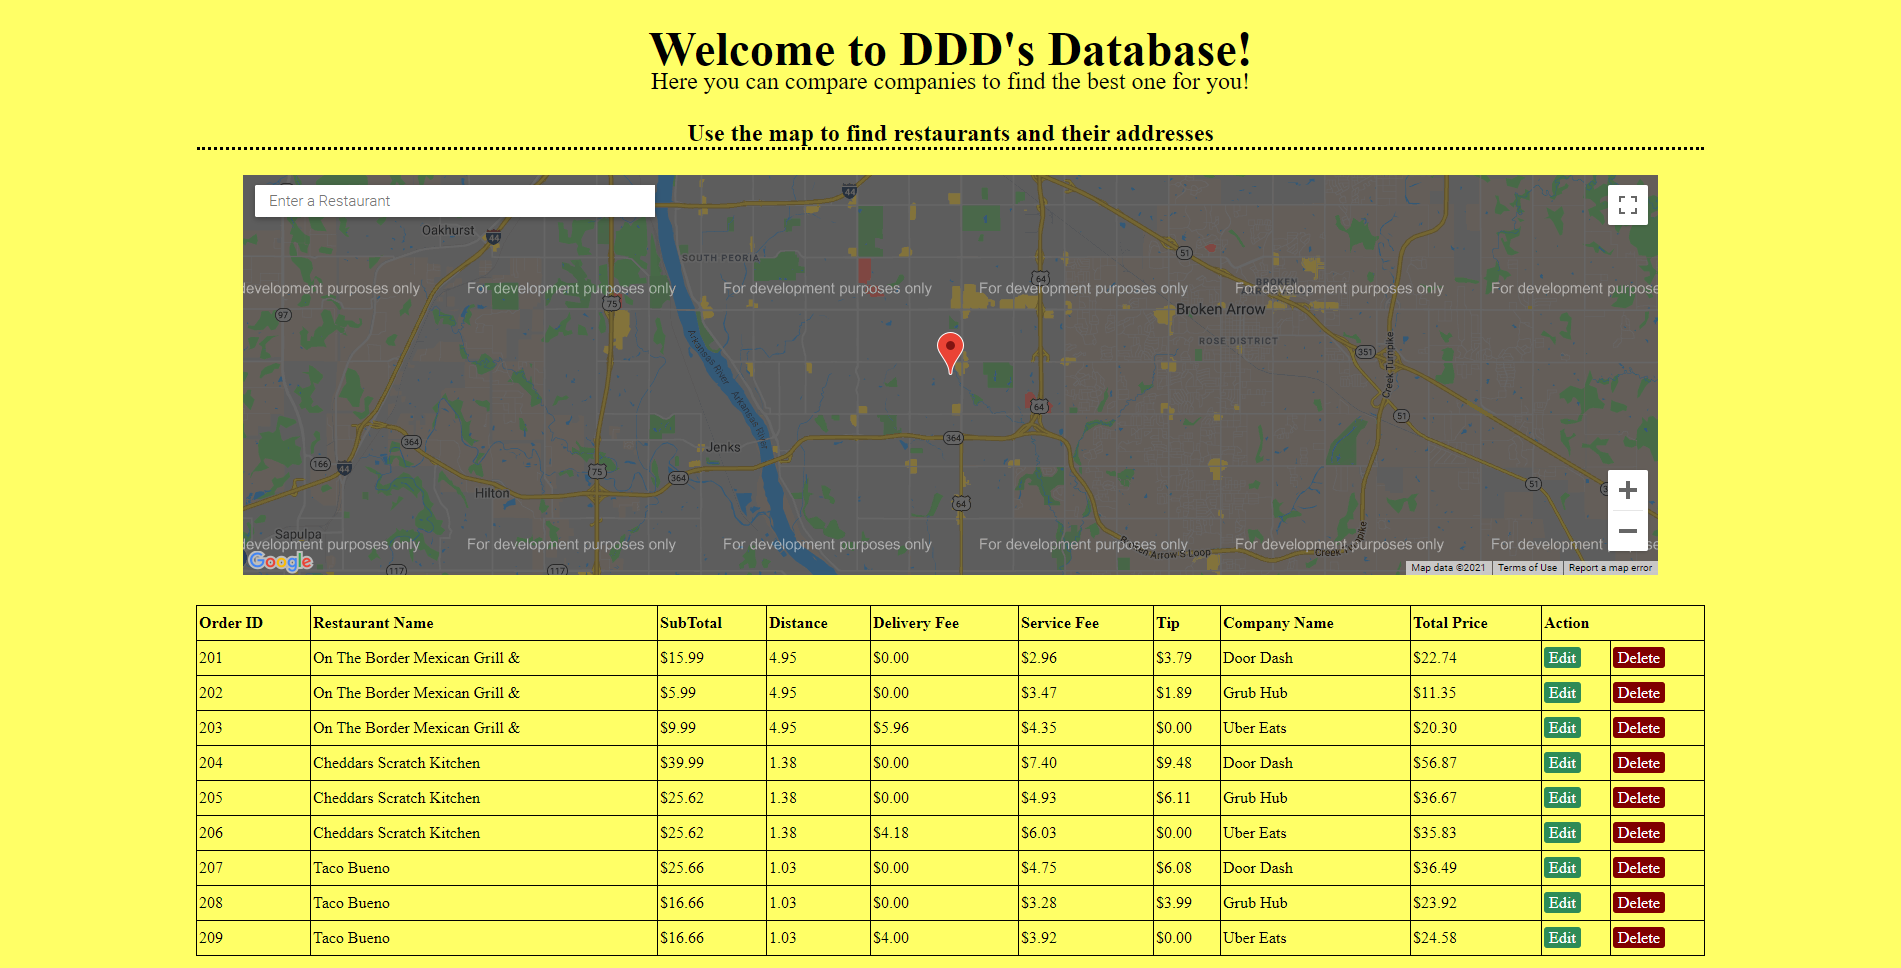 Welcome to DDD's Database!
Here you can compare companies to find the best one for you!
Use the map to find restaurants and their addresses
Enter a Restaurant
44
Oakhurst
44
SOUTH PEORIA
51
64
BROKEN
development purposes only For development purposes only For development purposes only For development purposes only For development purposes only For development purpose
75
97
Broken Arrow
ROSE DISTRICT
Arkansas River
Arkansas River
351
Creek Turnpike
64
51
364
364
Jenks
166
44
75
364
364
51
Hilton
64
Sapulpa
development purposes only For development purposes only For development purposes only For development purposes only For development purposes only For development
Broken Arrow S Loop
Creek
117
117
Google
Map data ©2021 Terms of Use Report a map error
Order ID Restaurant Name SubTotal Distance Delivery Fee Service Fee Tip Company Name Total Price Action
201 On The Border Mexican Grill & $15.99 4.95 $0.00 $2.96 $3.79 Door Dash $22.74 Edit Delete
202 On The Border Mexican Grill & $5.99 4.95 $0.00 $3.47 $1.89 Grub Hub $11.35 Edit Delete
203 On The Border Mexican Grill & $9.99 4.95 $5.96 $4.35 $0.00 Uber Eats $20.30 Edit Delete
204 Cheddars Scratch Kitchen $39.99 1.38 $0.00 $7.40 $9.48 Door Dash $56.87 Edit Delete
205 Cheddars Scratch Kitchen $25.62 1.38 $0.00 $4.93 $6.11 Grub Hub $36.67 Edit Delete
206 Cheddars Scratch Kitchen $25.62 1.38 $4.18 $6.03 $0.00 Uber Eats $35.83 Edit Delete
207 Taco Bueno $25.66 1.03 $0.00 $4.75 $6.08 Door Dash $36.49 Edit Delete
208 Taco Bueno $16.66 1.03 $0.00 $3.28 $3.99 Grub Hub $23.92 Edit Delete
209 Taco Bueno $16.66 1.03 $4.00 $3.92 $0.00 Uber Eats $24.58 Edit Delete